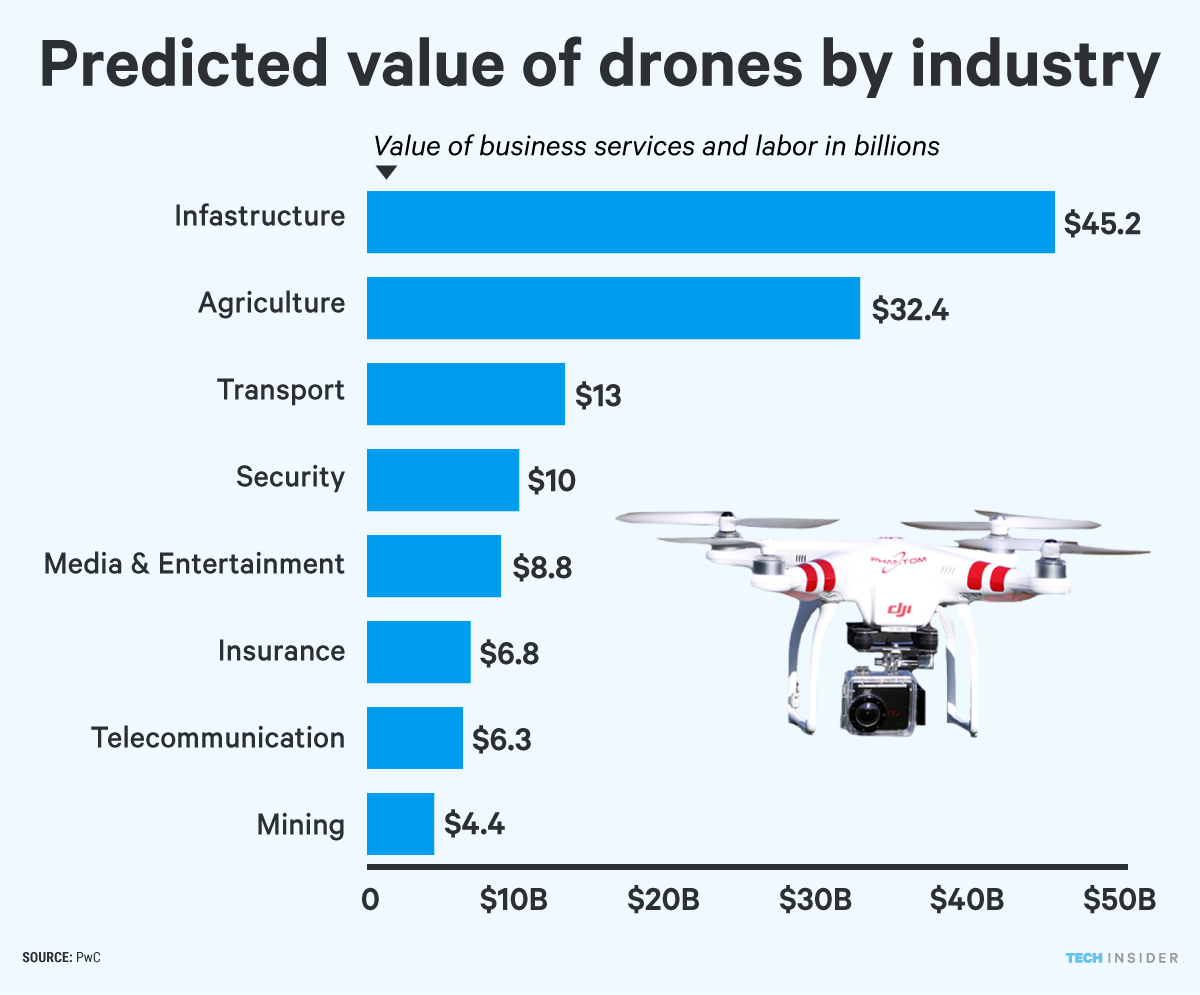 Predicted value of drones by industry
Value of business services and labor in billions
Infastructure $45.2
Agriculture $32.4
Transport $13
Security $10
Media & Entertainment $8.8
Insurance $6.8
Telecommunication $6.3
Mining $4.4
PHANTOM
dji
0 $10B $20B $30B $40B $50B
SOURCE: PwC
TECH INSIDER